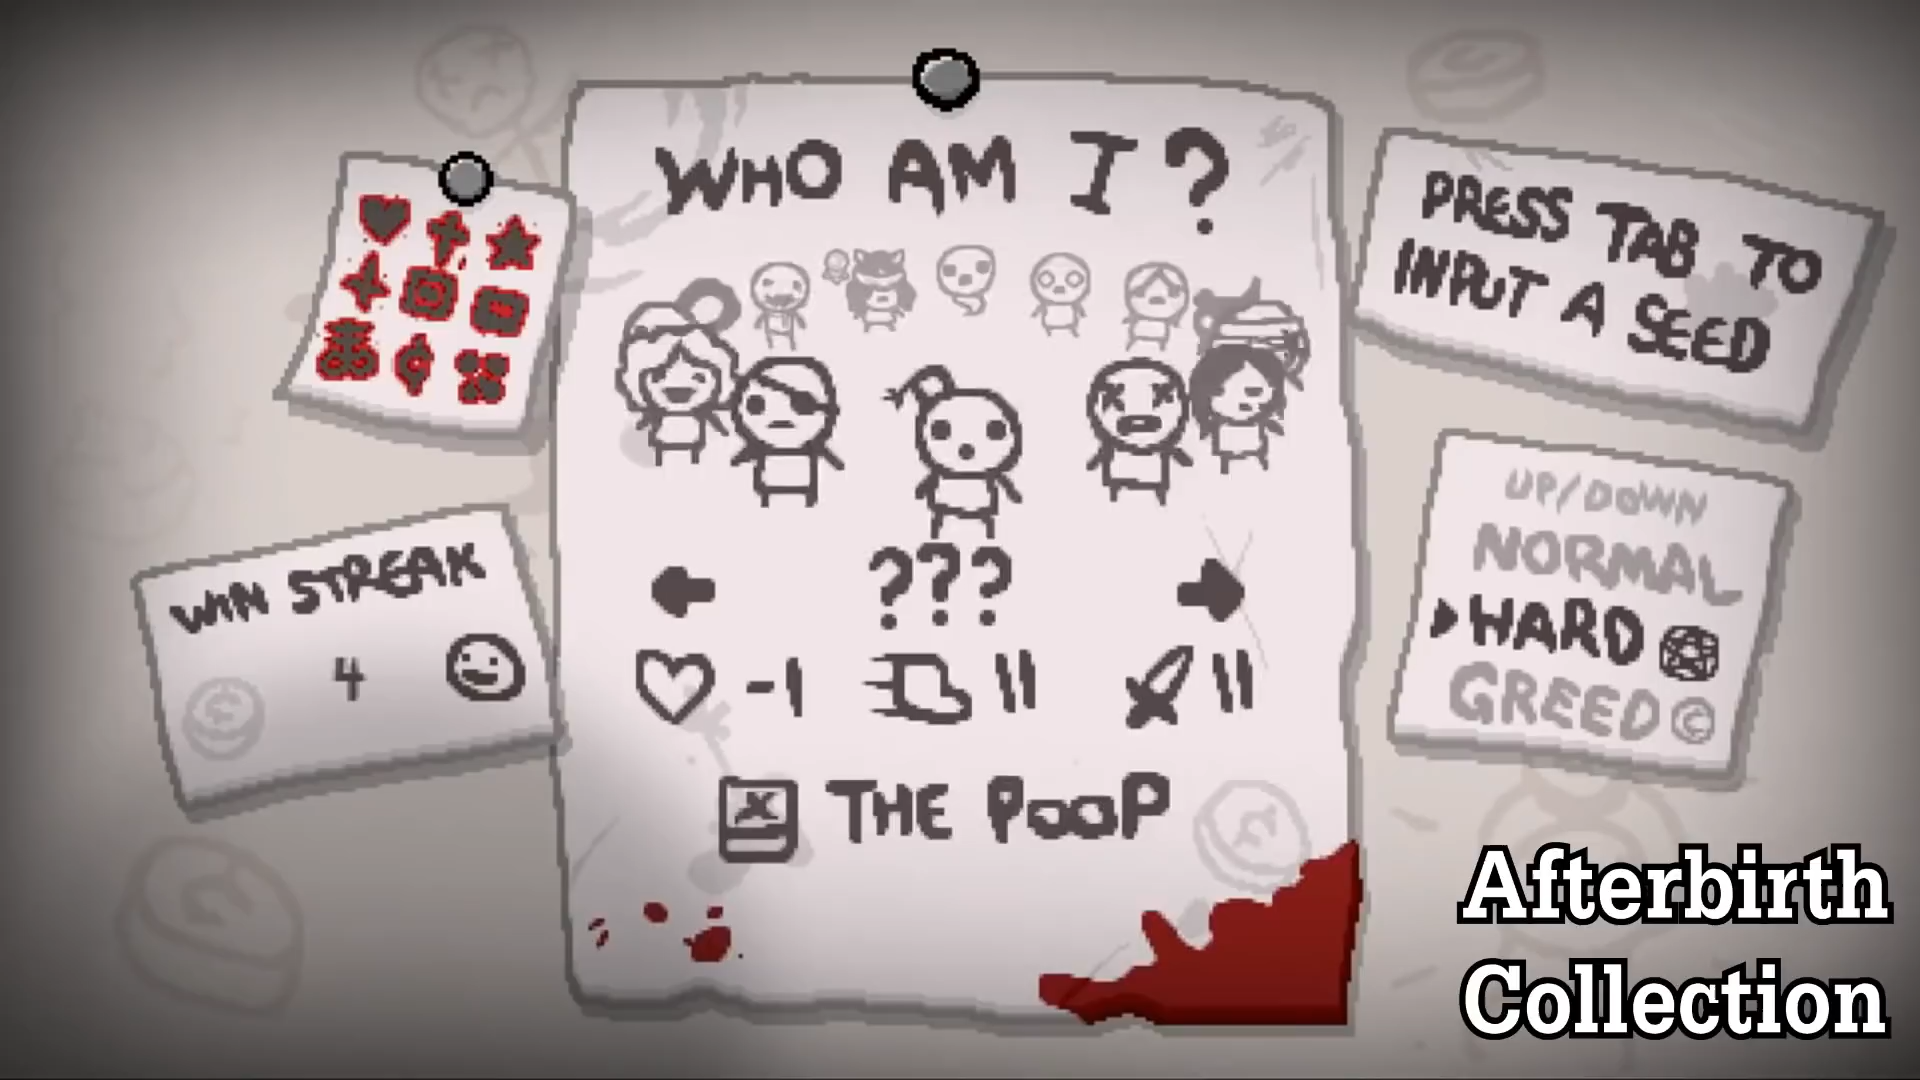 WHO AM I?
PRESS TAB TO
INPUT A SEED
WIN STREAK
4
???
-1
UP/DOWN
NORMAL
HARD
GREED
THE POOP
Afterbirth
Collection